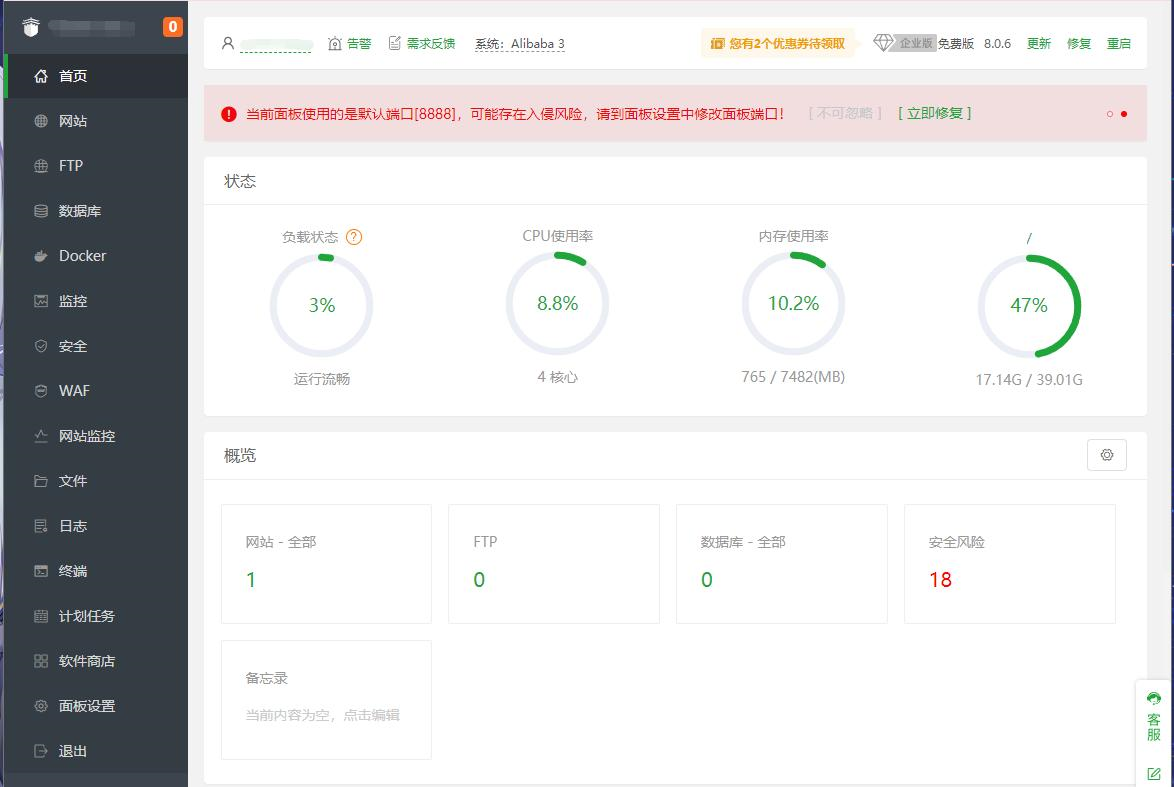 0
首页
网站
FTP
数据库
Docker
监控
安全
WAF
网站监控
文件
日志
终端
计划任务
软件商店
面板设置
退出
告警 需求反馈 系统: Alibaba 3 您有2个优惠券待领取 企业版 免费版 8.0.6 更新 修复 重启
当前面板使用的是默认端口[8888]，可能存在入侵风险，请到面板设置中修改面板端口！ [ 不可忽略 ] [ 立即修复 ]
状态
负载状态 ? CPU使用率 内存使用率 /
3% 8.8% 10.2% 47%
运行流畅 4 核心 765 / 7482(MB) 17.14G / 39.01G
概览
网站 - 全部 FTP 数据库 - 全部 安全风险
1 0 0 18
备忘录
当前内容为空，点击编辑
客
服